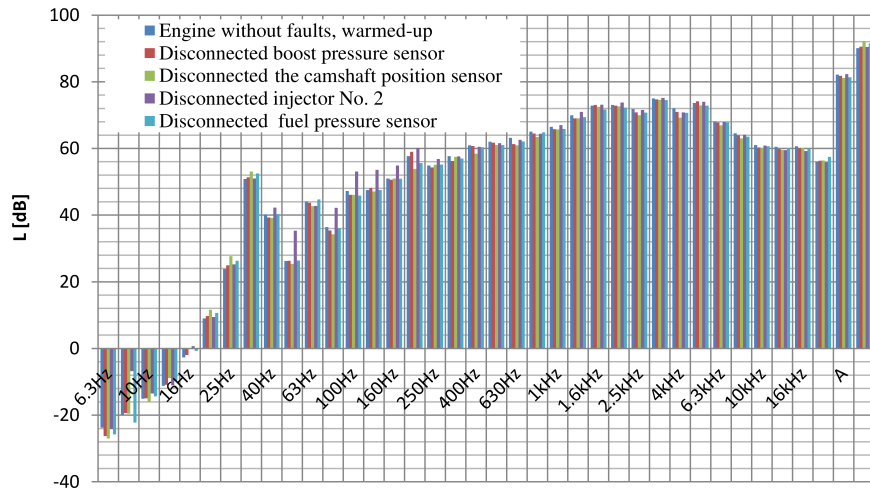 100
80
60
40
20
0
-20
-40
L [dB]
Engine without faults, warmed-up
Disconnected boost pressure sensor
Disconnected the camshaft position sensor
Disconnected injector No. 2
Disconnected fuel pressure sensor
6.3Hz
10Hz
16Hz
25Hz
40Hz
63Hz
100Hz
160Hz
250Hz
400Hz
630Hz
1kHz
1.6kHz
2.5kHz
4kHz
6.3kHz
10kHz
16kHz
A